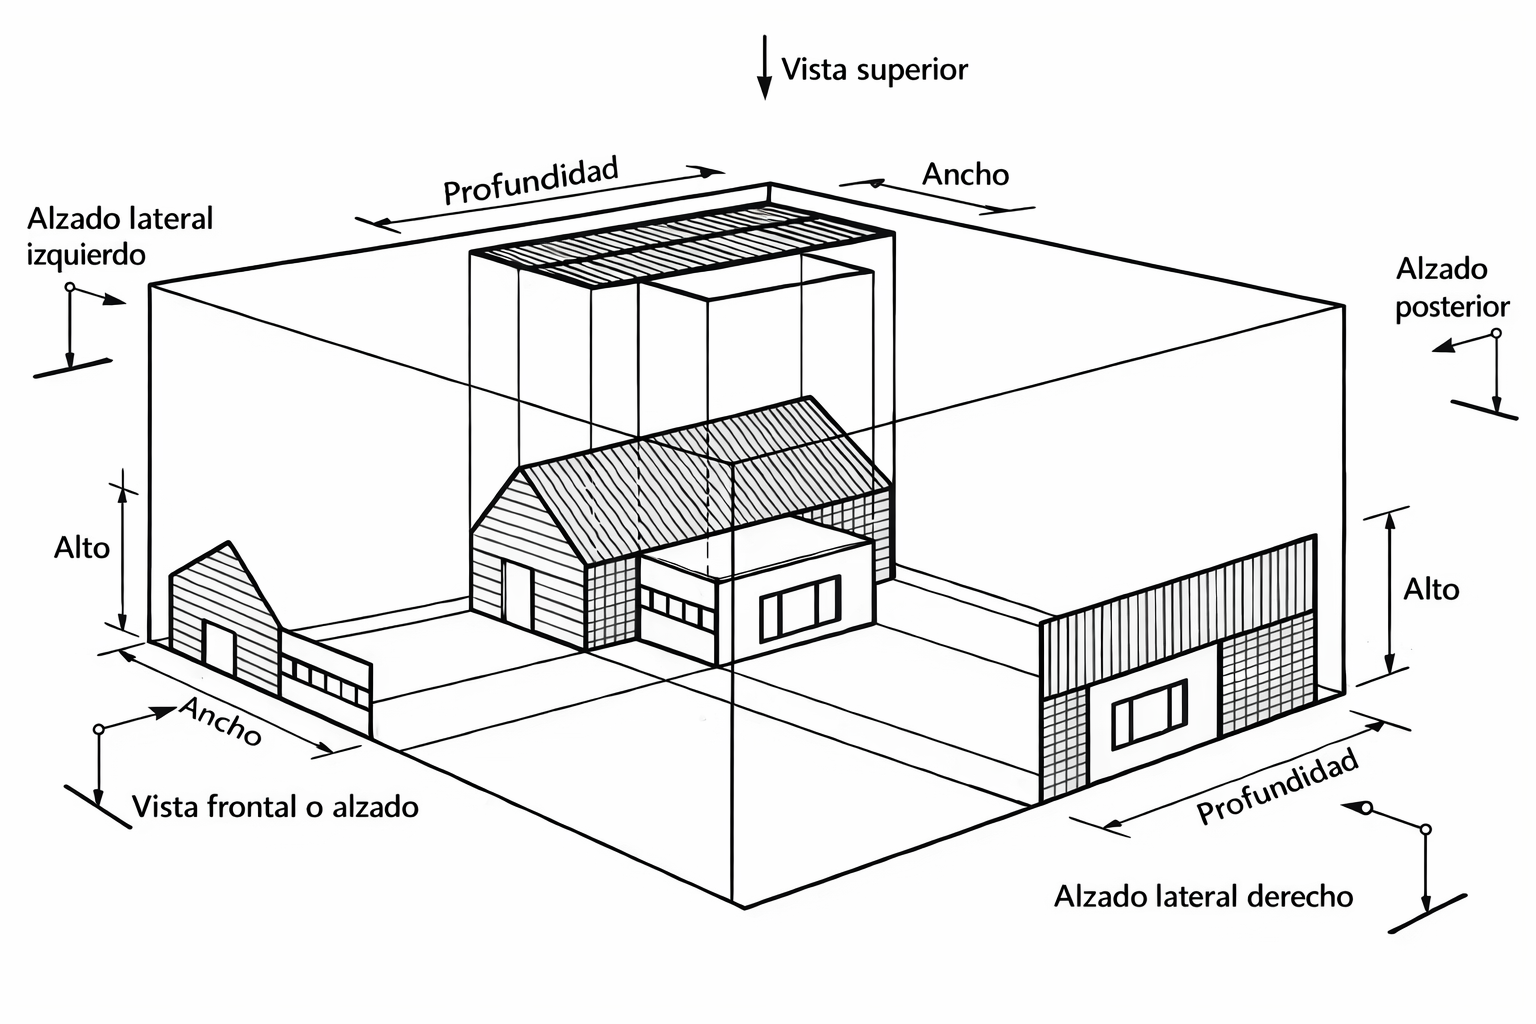 Vista superior
Profundidad
Ancho
Alzado lateral
izquierdo
Alzado
posterior
Alto
Alto
Ancho
Profundidad
Vista frontal o alzado
Alzado lateral derecho